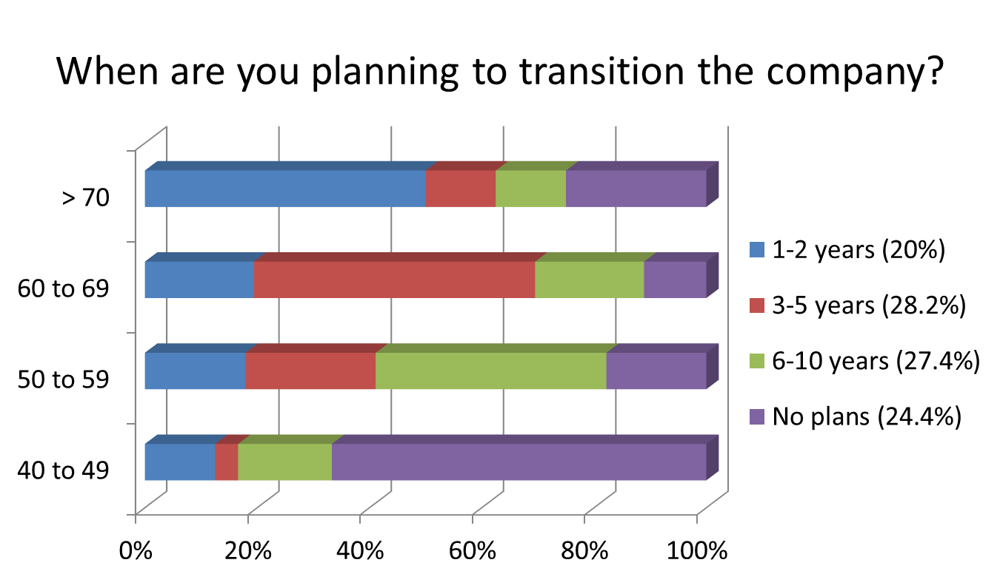 When are you planning to transition the company?
> 70
60 to 69
50 to 59
40 to 49
0% 20% 40% 60% 80% 100%
1-2 years (20%)
3-5 years (28.2%)
6-10 years (27.4%)
No plans (24.4%)